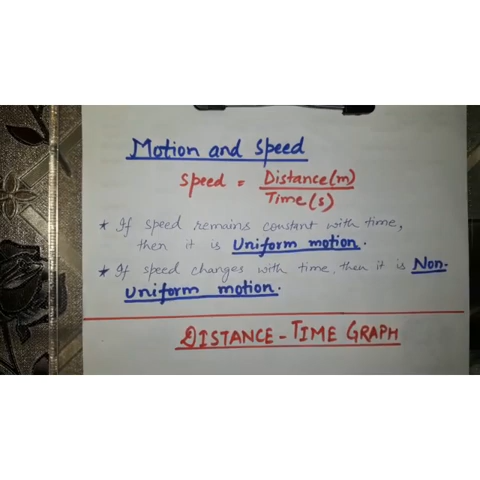 Motion and Speed
Speed = Distance(m)
Time(s)
* If speed remains constant with time,
then it is Uniform motion.
* If speed changes with time, then it is Non-
uniform motion.
DISTANCE - TIME GRAPH